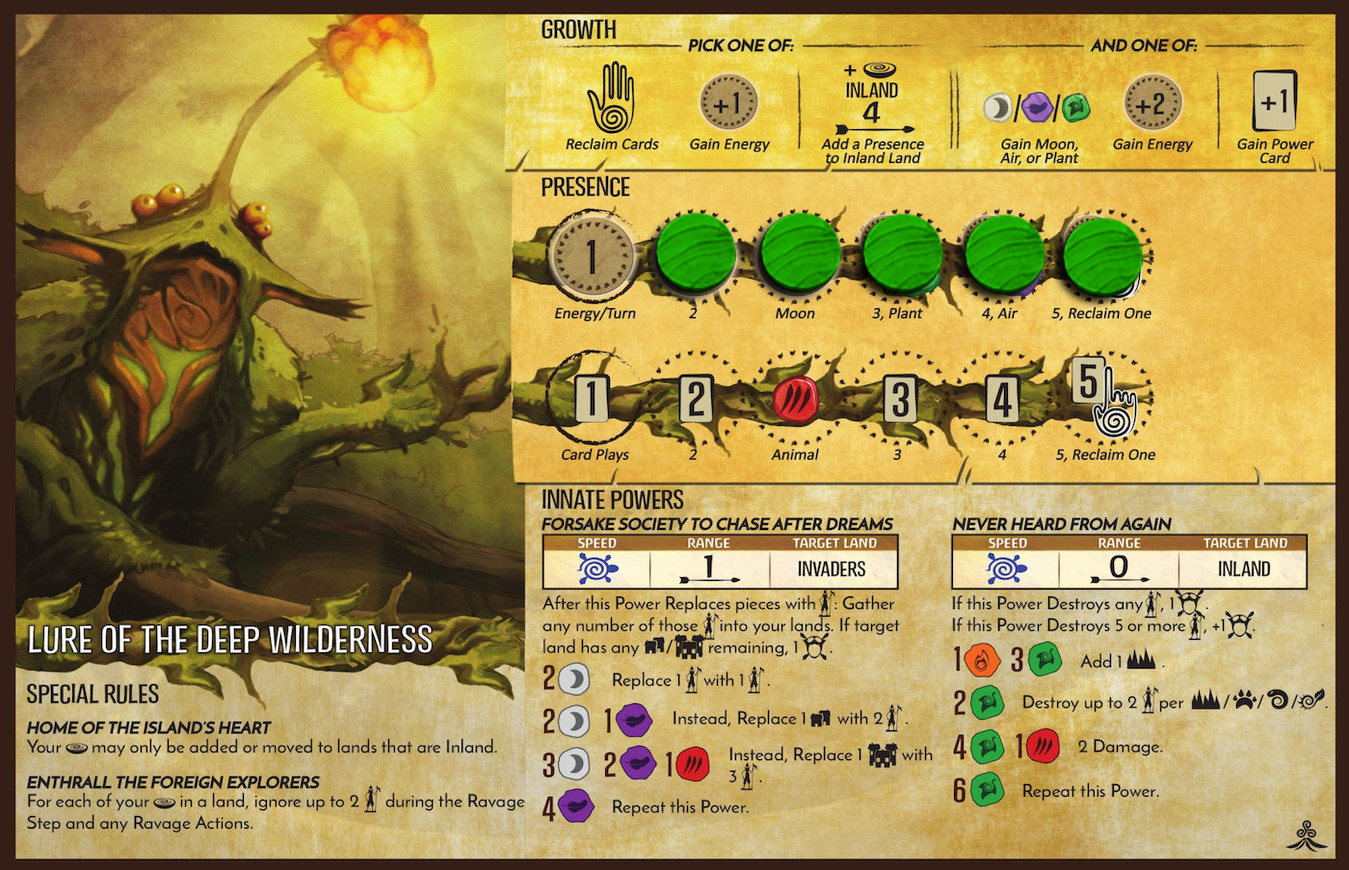 GROWTH
PICK ONE OF:
AND ONE OF:
+
INLAND
4
+1
+2
+1
Reclaim Cards
Gain Energy
Add a Presence
to Inland Land
Gain Moon,
Air, or Plant
Gain Energy
Gain Power
Card
PRESENCE
1
Energy/Turn
2
Moon
3, Plant
4, Air
5, Reclaim One
1
2
3
4
5
Card Plays
2
Animal
3
4
5, Reclaim One
LURE OF THE DEEP WILDERNESS
SPECIAL RULES
HOME OF THE ISLAND'S HEART
Your may only be added or moved to lands that are Inland.
ENTHRALL THE FOREIGN EXPLORERS
For each of your in a land, ignore up to 2 during the Ravage
Step and any Ravage Actions.
INNATE POWERS
FORSAKE SOCIETY TO CHASE AFTER DREAMS
SPEED RANGE TARGET LAND
1 INVADERS
After this Power Replaces pieces with : Gather
any number of those into your lands. If target
land has any / remaining, 1 .
2 Replace 1 with 1 .
2 1 Instead, Replace 1 with 2 .
3 2 1 Instead, Replace 1 with
3 .
4 Repeat this Power.
NEVER HEARD FROM AGAIN
SPEED RANGE TARGET LAND
0 INLAND
If this Power Destroys any , 1 .
If this Power Destroys 5 or more , +1 .
1 3 Add 1 .
2 Destroy up to 2 per / / / .
4 1 2 Damage.
6 Repeat this Power.